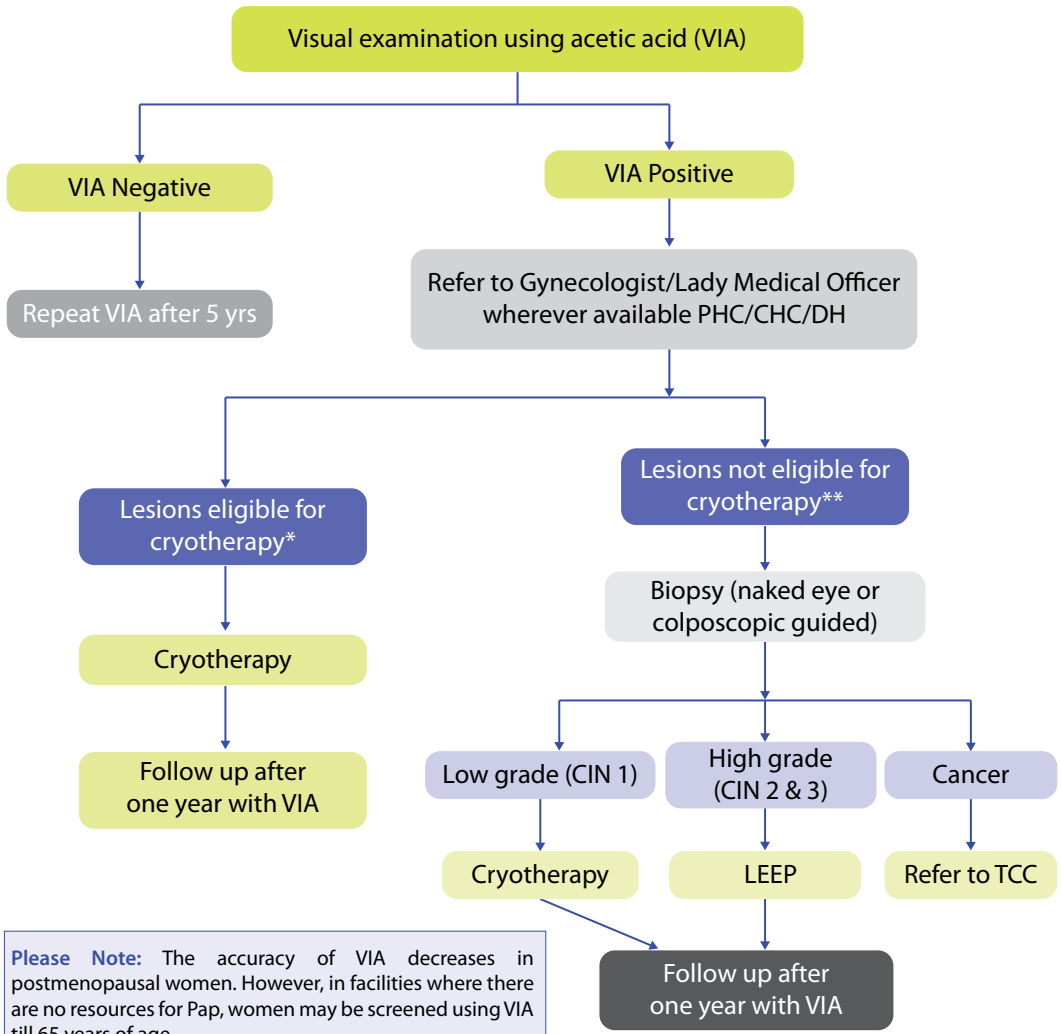 Visual examination using acetic acid (VIA)
VIA Negative
VIA Positive
Repeat VIA after 5 yrs
Refer to Gynecologist/Lady Medical Officer
wherever available PHC/CHC/DH
Lesions eligible for
cryotherapy*
Lesions not eligible for
cryotherapy**
Cryotherapy
Biopsy (naked eye or
colposcopic guided)
Follow up after
one year with VIA
Low grade (CIN 1)
High grade
(CIN 2 & 3)
Cancer
Cryotherapy
LEEP
Refer to TCC
Follow up after
one year with VIA
Please Note: The accuracy of VIA decreases in
postmenopausal women. However, in facilities where there
are no resources for Pap, women may be screened using VIA
till 65 years of age